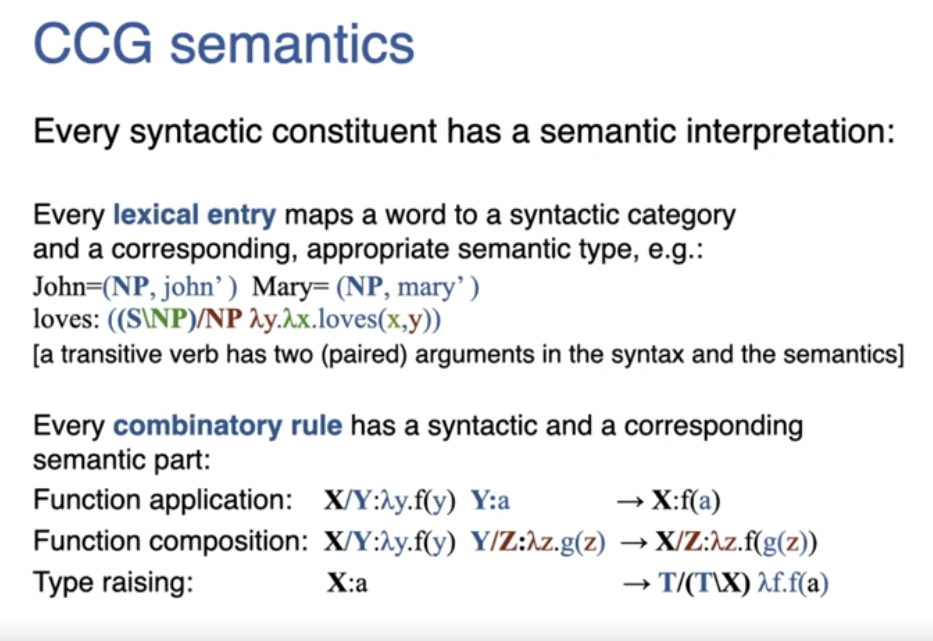 CCG semantics
Every syntactic constituent has a semantic interpretation:
Every lexical entry maps a word to a syntactic category
and a corresponding, appropriate semantic type, e.g.:
John=(NP, john’ ) Mary= (NP, mary’ )
loves: ((S\NP)/NP λy.λx.loves(x,y))
[a transitive verb has two (paired) arguments in the syntax and the semantics]
Every combinatory rule has a syntactic and a corresponding
semantic part:
Function application: X/Y:λy.f(y) Y:a → X:f(a)
Function composition: X/Y:λy.f(y) Y/Z:λz.g(z) → X/Z:λz.f(g(z))
Type raising: X:a → T/(T\X) λf.f(a)